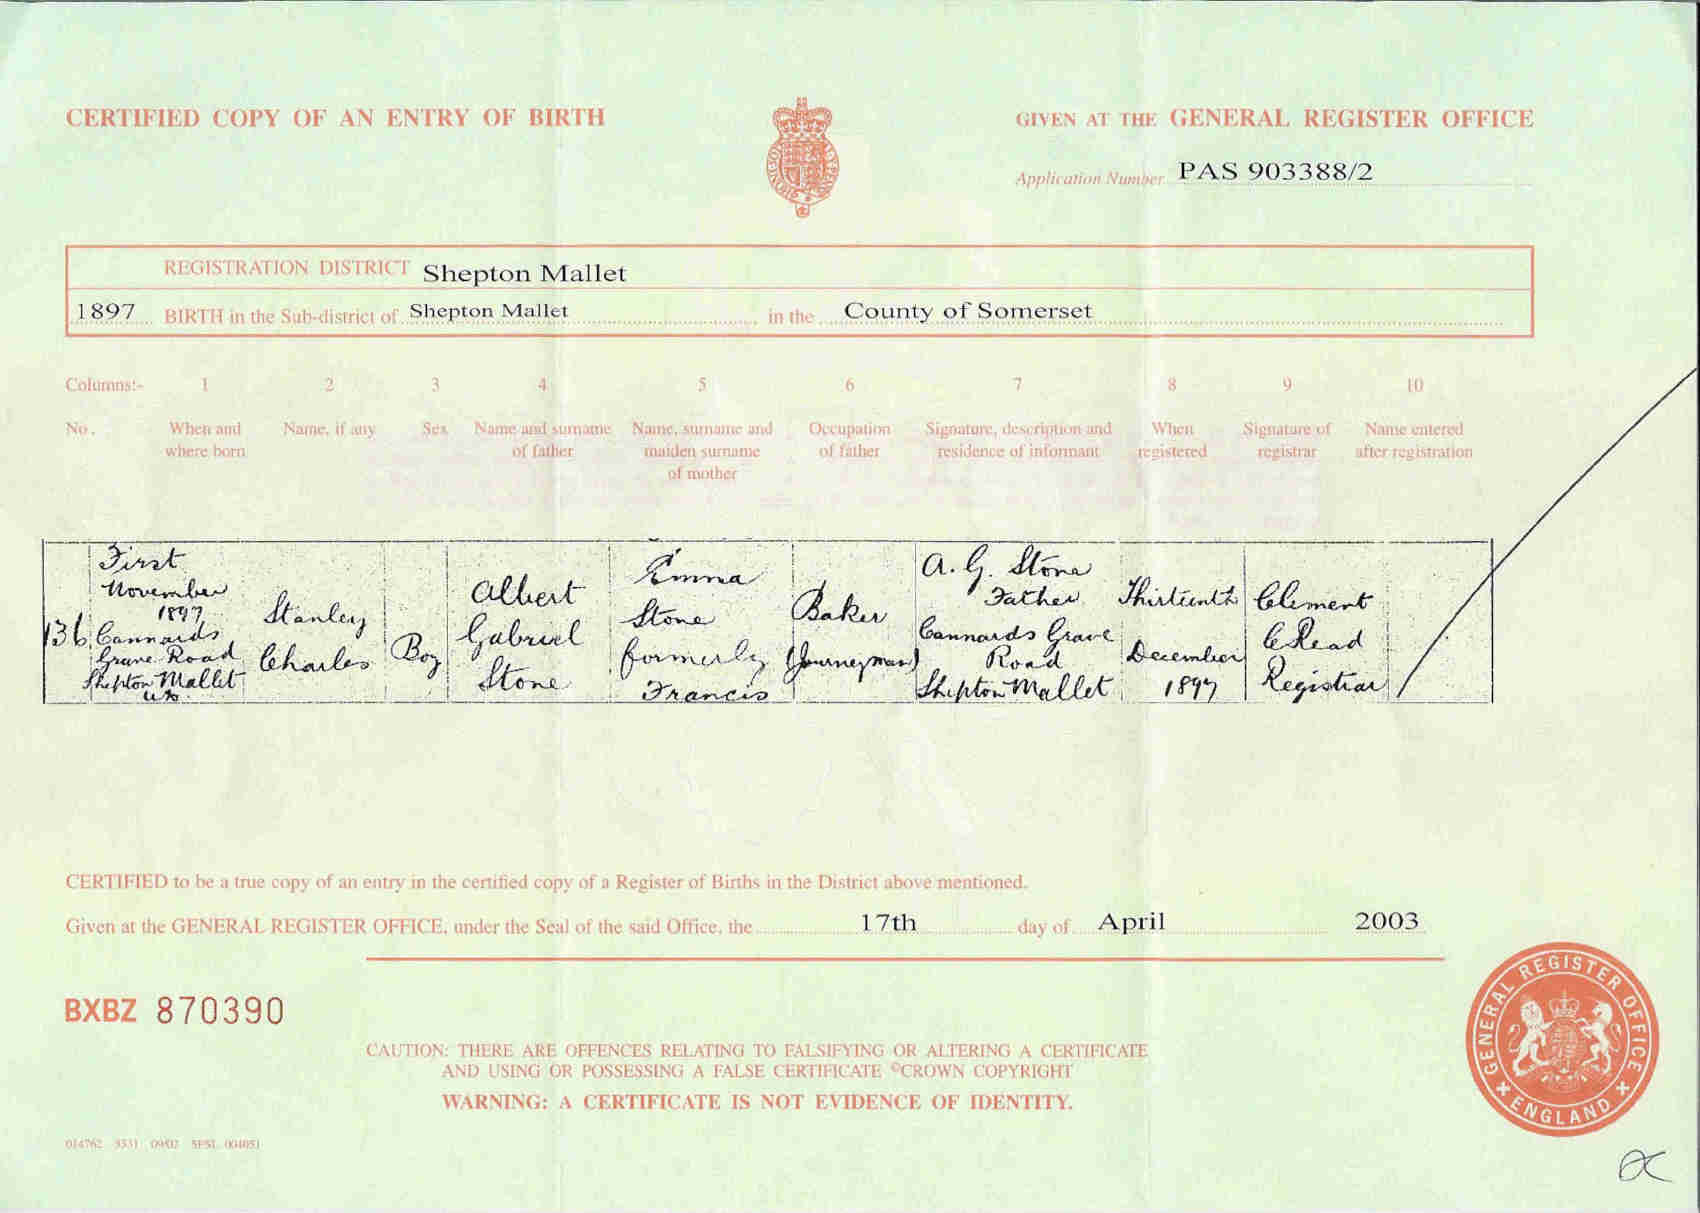 CERTIFIED COPY OF AN ENTRY OF BIRTH
GIVEN AT THE GENERAL REGISTER OFFICE
Application Number PAS 903388/2
REGISTRATION DISTRICT Shepton Mallet
1897 BIRTH in the Sub-district of Shepton Mallet in the County of Somerset
Columns:- 1 2 3 4 5 6 7 8 9 10
No. When and where born Name, if any Sex Name and surname of father Name, surname and maiden surname of mother Occupation of father Signature, description and residence of informant When registered Signature of registrar Name entered after registration
136
First
November
1897
Cannards
Grave Road
Shepton Mallet
Stanley
Charles
Boy
Albert
Gabriel
Stone
Emma
Stone
formerly
Francis
Baker
(Journeyman)
A. G. Stone
Father
Cannards Grave
Road
Shepton Mallet
Thirteenth
December
1897
Clement
C Read
Registrar
CERTIFIED to be a true copy of an entry in the certified copy of a Register of Births in the District above mentioned.
Given at the GENERAL REGISTER OFFICE, under the Seal of the said Office, the 17th day of April 2003
BXBZ 870390
CAUTION: THERE ARE OFFENCES RELATING TO FALSIFYING OR ALTERING A CERTIFICATE
AND USING OR POSSESSING A FALSE CERTIFICATE ©CROWN COPYRIGHT
WARNING: A CERTIFICATE IS NOT EVIDENCE OF IDENTITY.
GENERAL REGISTER OFFICE
ENGLAND